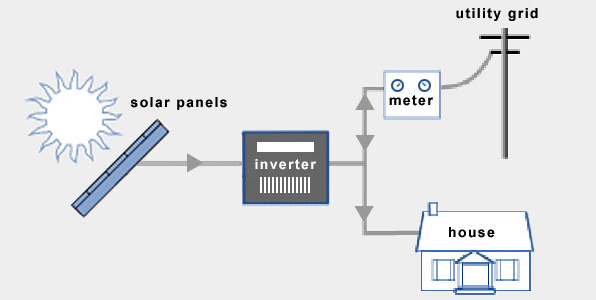 utility grid
solar panels
meter
inverter
house